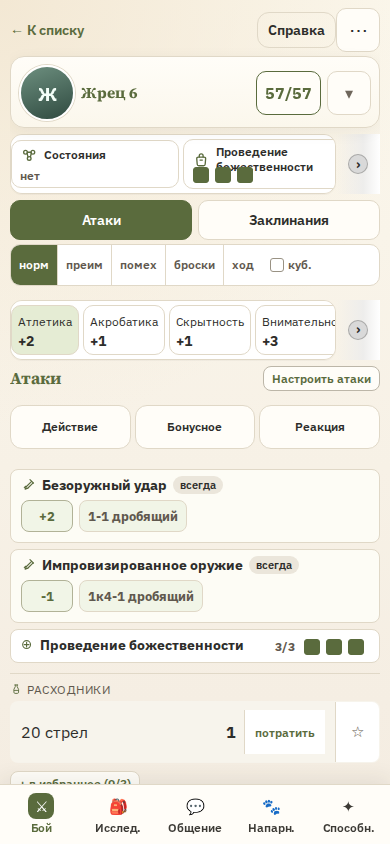 ← К списку
Справка
...
Ж
Жрец 6
57/57
▼
Состояния
нет
Проведение
божественности
›
Атаки
Заклинания
норм
преим
помех
броски
ход
куб.
Атлетика
+2
Акробатика
+1
Скрытность
+1
Внимательно
+3
›
Атаки
Настроить атаки
Действие
Бонусное
Реакция
Безоружный удар
всегда
+2
1-1 дробящий
Импровизированное оружие
всегда
-1
1к4-1 дробящий
Проведение божественности
3/3
РАСХОДНИКИ
20 стрел
1
потратить
☆
Бой
Исслед.
Общение
Напарн.
Способн.